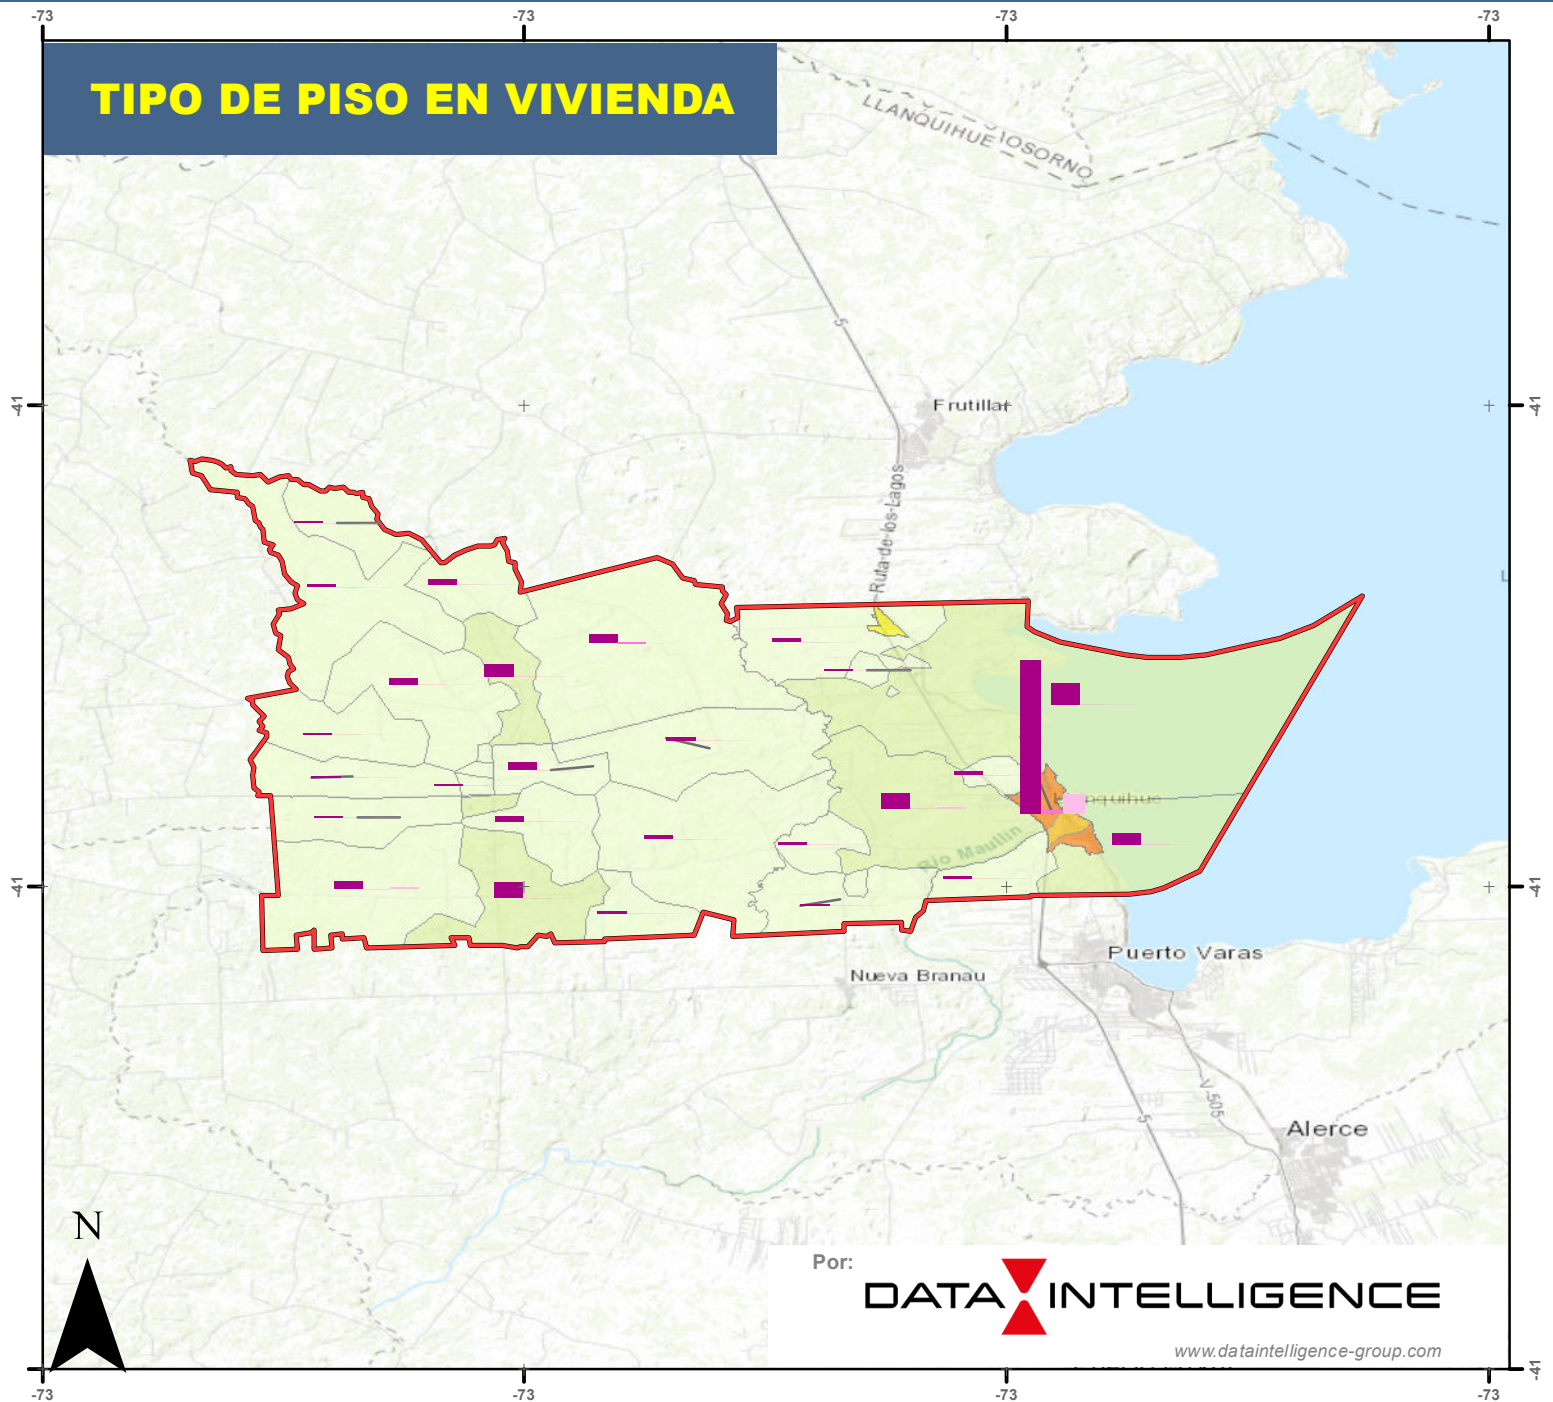 -73 -73 -73 -73
TIPO DE PISO EN VIVIENDA
LLANQUIHUE
OSORNO
5
-41 -41
Frutillar
Ruta-de-los-Lagos
Llanquihue
Río Maullín
-41 -41
Puerto Varas
Nueva Branau
V-505
5
Alerce
N
Por:
DATA INTELLIGENCE
www.dataintelligence-group.com
-41
-73 -73 -73 -73